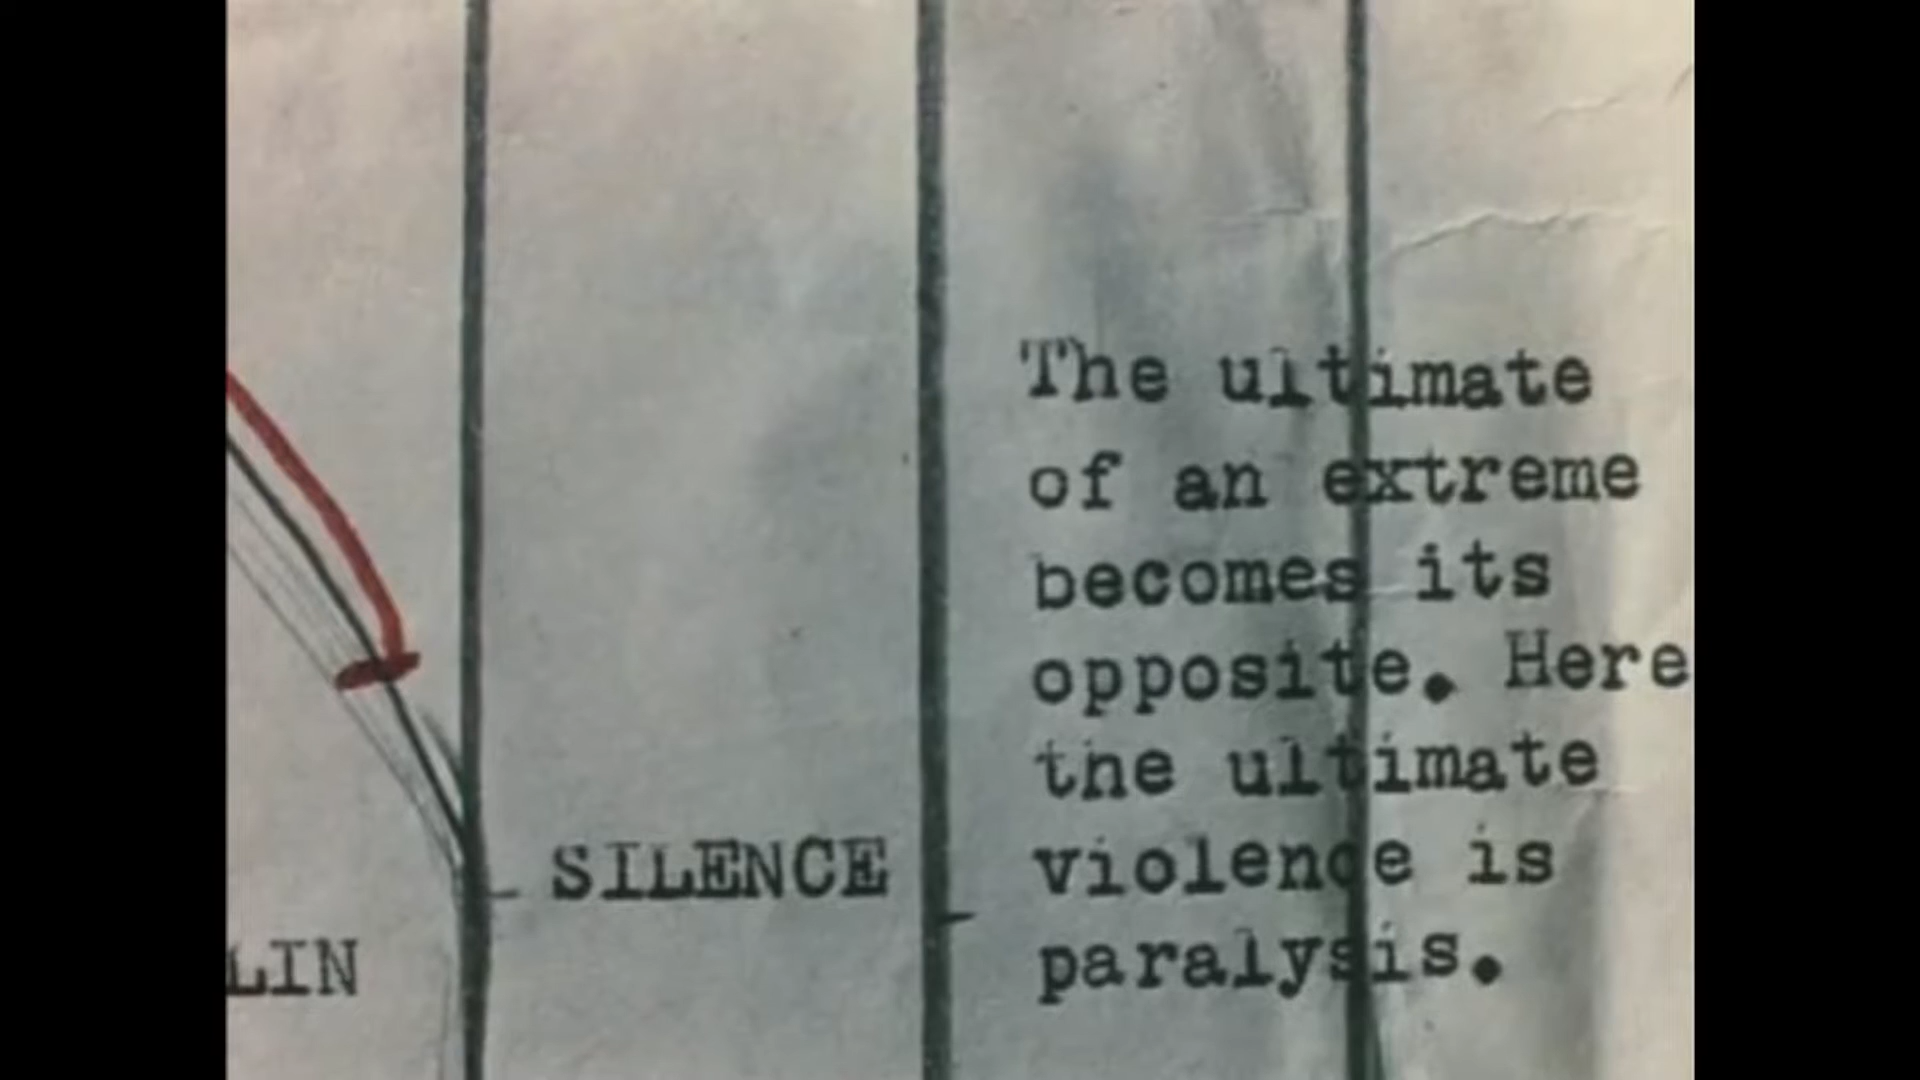 The ultimate
of an extreme
becomes its
opposite. Here
the ultimate
violence is
paralysis.
SILENCE
LIN